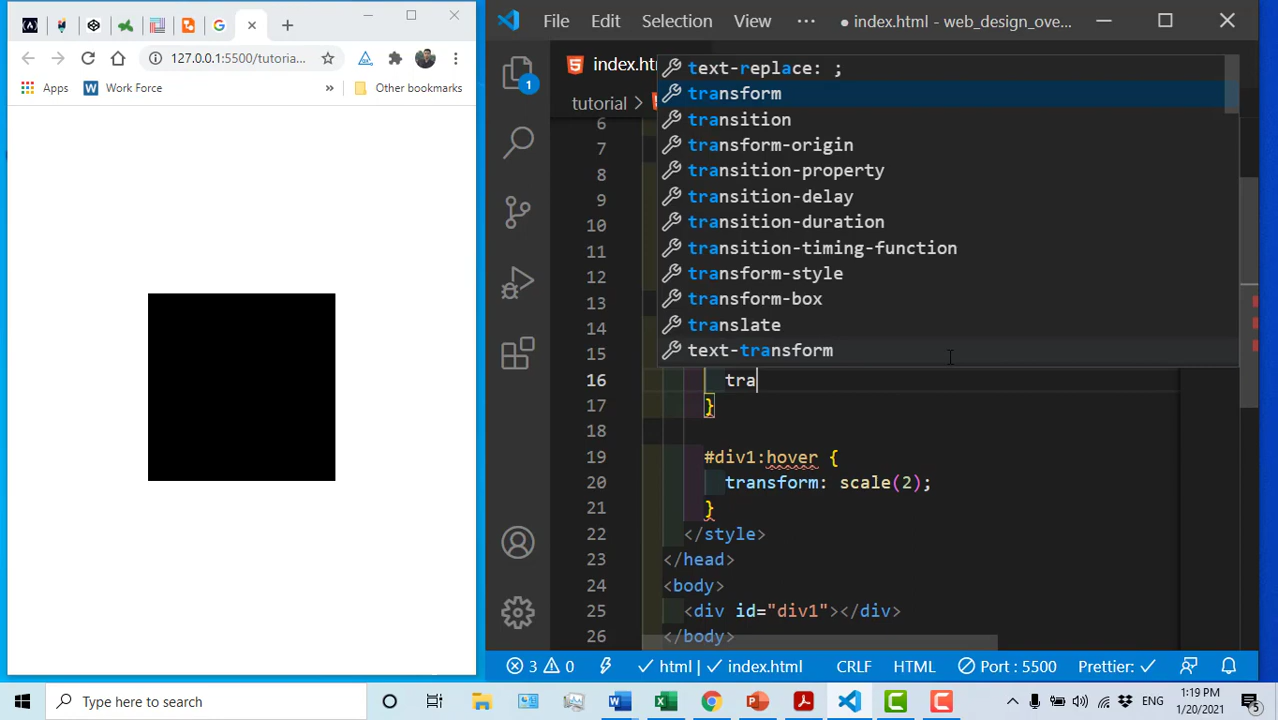 127.0.0.1:5500/tutoria...
Apps
Work Force
»
Other bookmarks
File Edit Selection View ··· ● index.html - web_design_ove...
1
index.ht
tutorial >
6
7
8
9
10
11
12
13
14
15
text-replace: ;
transform
transition
transform-origin
transition-property
transition-delay
transition-duration
transition-timing-function
transform-style
transform-box
translate
text-transform
16 tra
17 }
18
19 #div1:hover {
20 transform: scale(2);
21 }
22 </style>
23 </head>
24 <body>
25 <div id="div1"></div>
26 </body>
3 0 html | index.html CRLF HTML Port : 5500 Prettier:
Type here to search
ENG
1:19 PM
1/20/2021
5